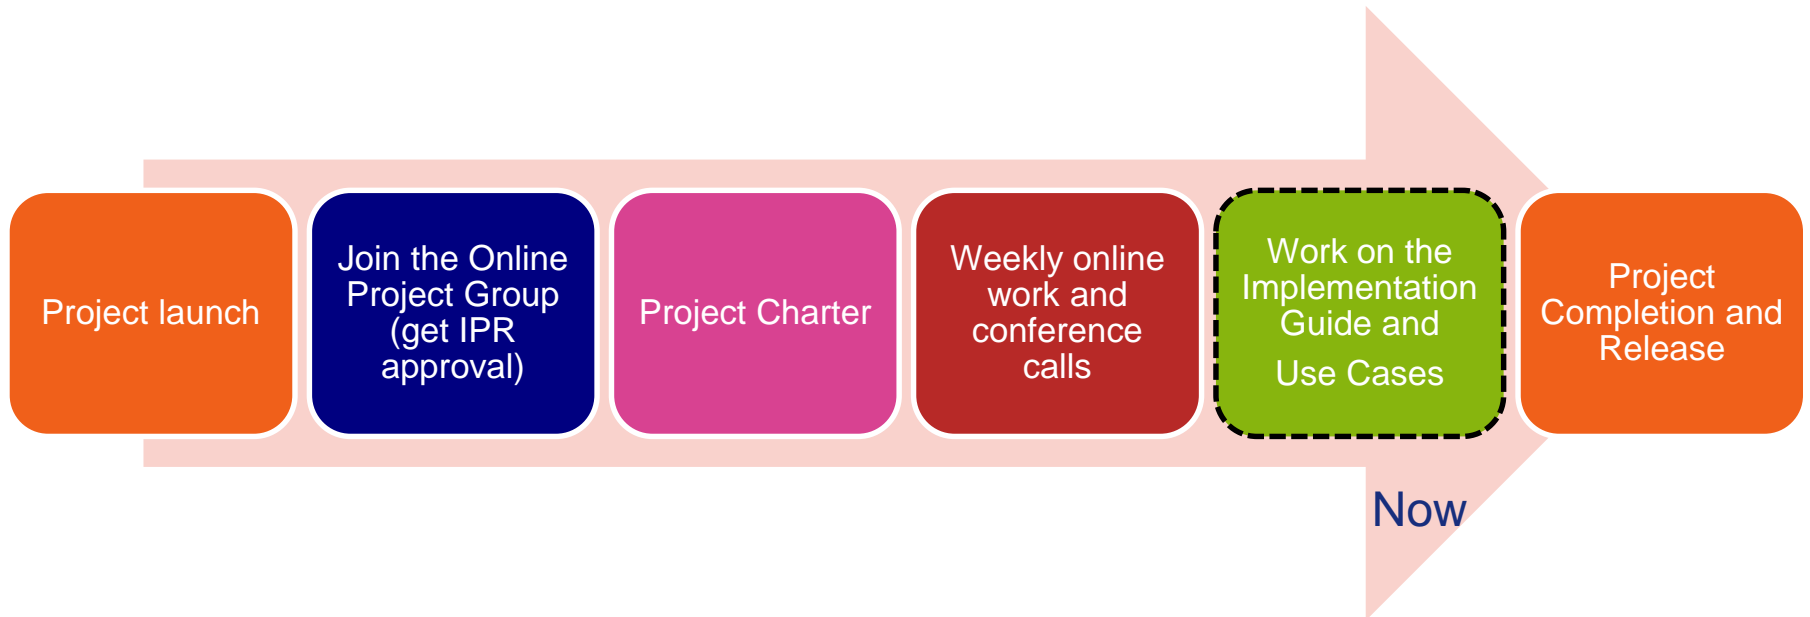 Project launch
Join the Online
Project Group
(get IPR
approval)
Project Charter
Weekly online
work and
conference
calls
Work on the
Implementation
Guide and
Use Cases
Project
Completion and
Release
Now